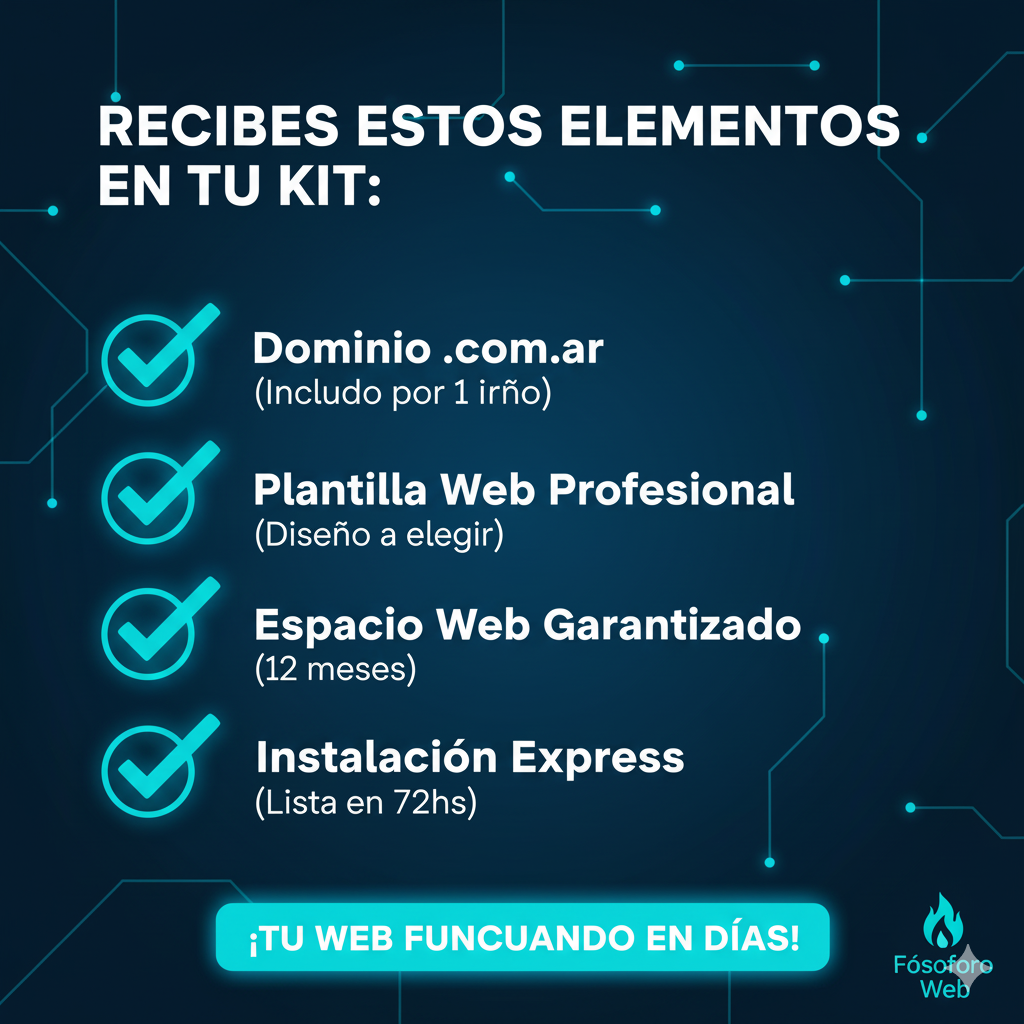 RECIBES ESTOS ELEMENTOS
EN TU KIT:
Dominio .com.ar
(Includo por 1 irño)
Plantilla Web Profesional
(Diseño a elegir)
Espacio Web Garantizado
(12 meses)
Instalación Express
(Lista en 72hs)
¡TU WEB FUNCUANDO EN DÍAS!
Fósoforo
Web